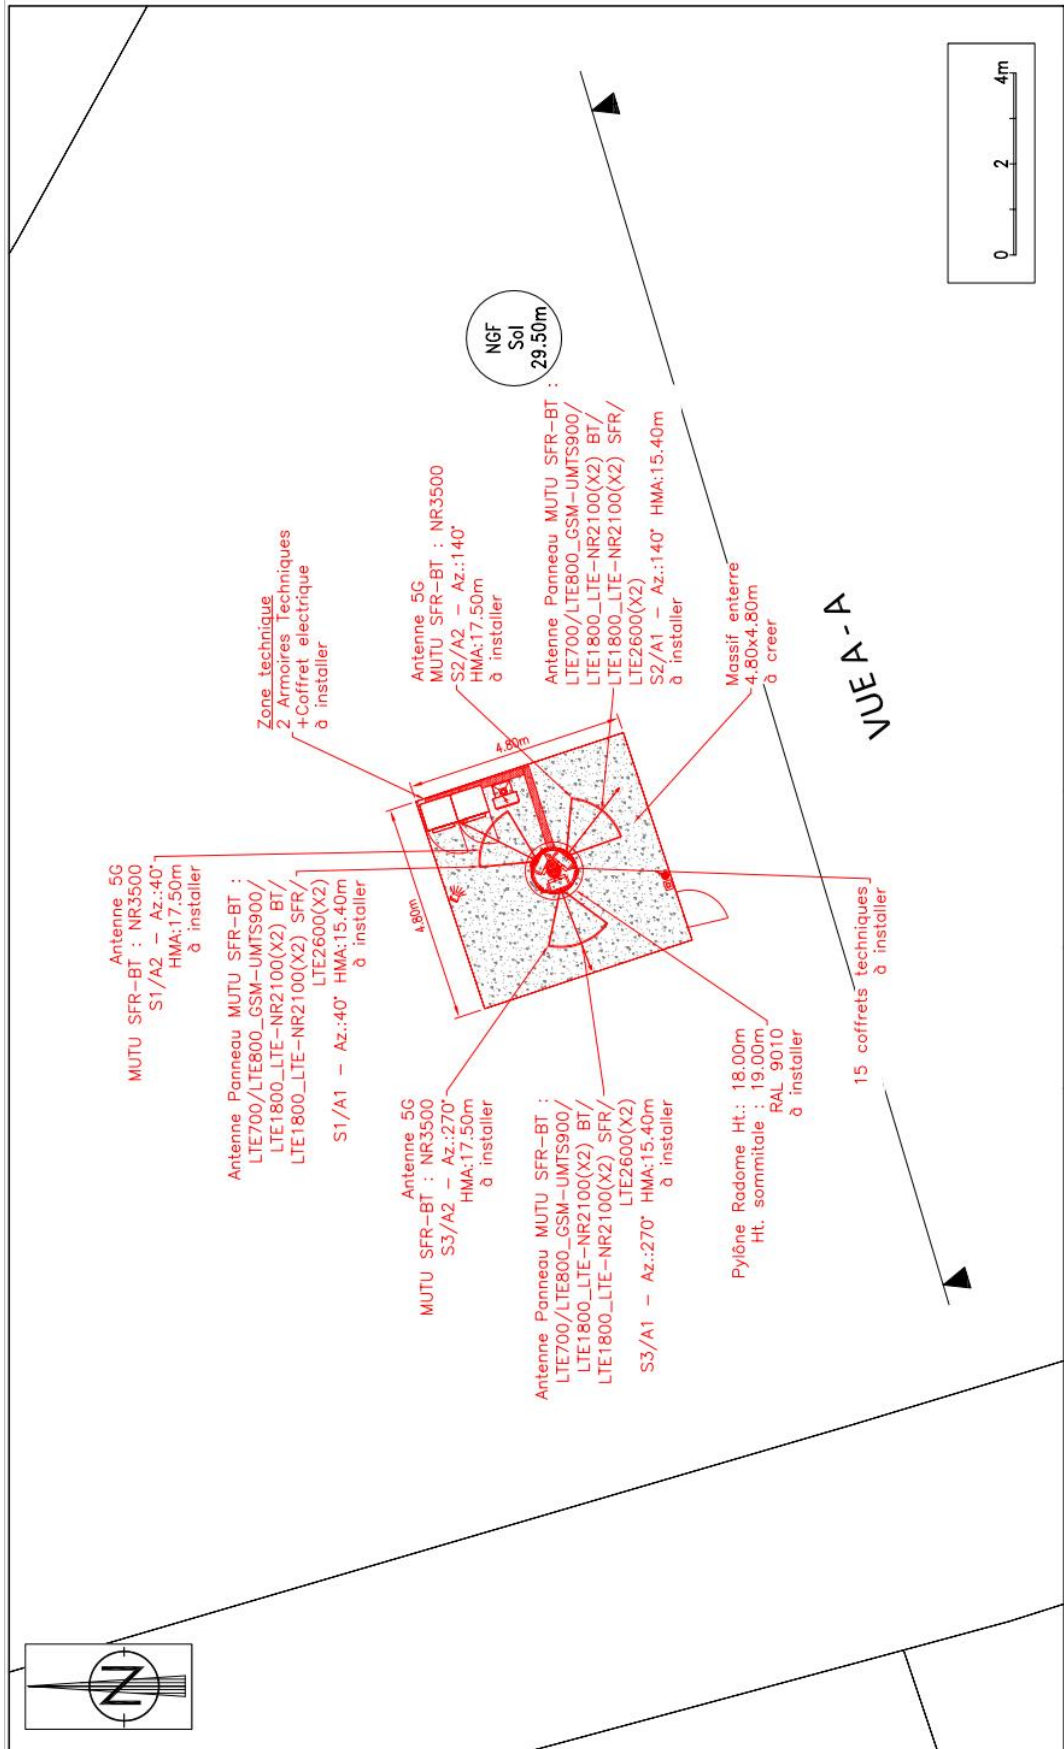 Antenne 5G
MUTU SFR-BT : NR3500
S1/A2 - Az.:40°
HMA:17.50m
à installer
Antenne Panneau MUTU SFR-BT :
LTE700/LTE800_GSM-UMTS900/
LTE1800_LTE-NR2100(X2) BT/
LTE1800_LTE-NR2100(X2) SFR/
LTE2600(X2)
S1/A1 - Az.:40° HMA:15.40m
à installer
Zone technique
2 Armoires Techniques
+Coffret electrique
à installer
Antenne 5G
MUTU SFR-BT : NR3500
S3/A2 - Az.:270°
HMA:17.50m
à installer
Antenne Panneau MUTU SFR-BT :
LTE700/LTE800_GSM-UMTS900/
LTE1800_LTE-NR2100(X2) BT/
LTE1800_LTE-NR2100(X2) SFR/
LTE2600(X2)
S3/A1 - Az.:270° HMA:15.40m
à installer
4.80m
4.80m
Antenne 5G
MUTU SFR-BT : NR3500
S2/A2 - Az.:140°
HMA:17.50m
à installer
Antenne Panneau MUTU SFR-BT :
LTE700/LTE800_GSM-UMTS900/
LTE1800_LTE-NR2100(X2) BT/
LTE1800_LTE-NR2100(X2) SFR/
LTE2600(X2)
S2/A1 - Az.:140° HMA:15.40m
à installer
NGF
Sol
29.50m
Pylône Radome Ht.: 18.00m
Ht. sommitale : 19.00m
RAL 9010
à installer
Massif enterre
4.80x4.80m
à creer
15 coffrets techniques
à installer
VUE A-A
0 2 4m
N